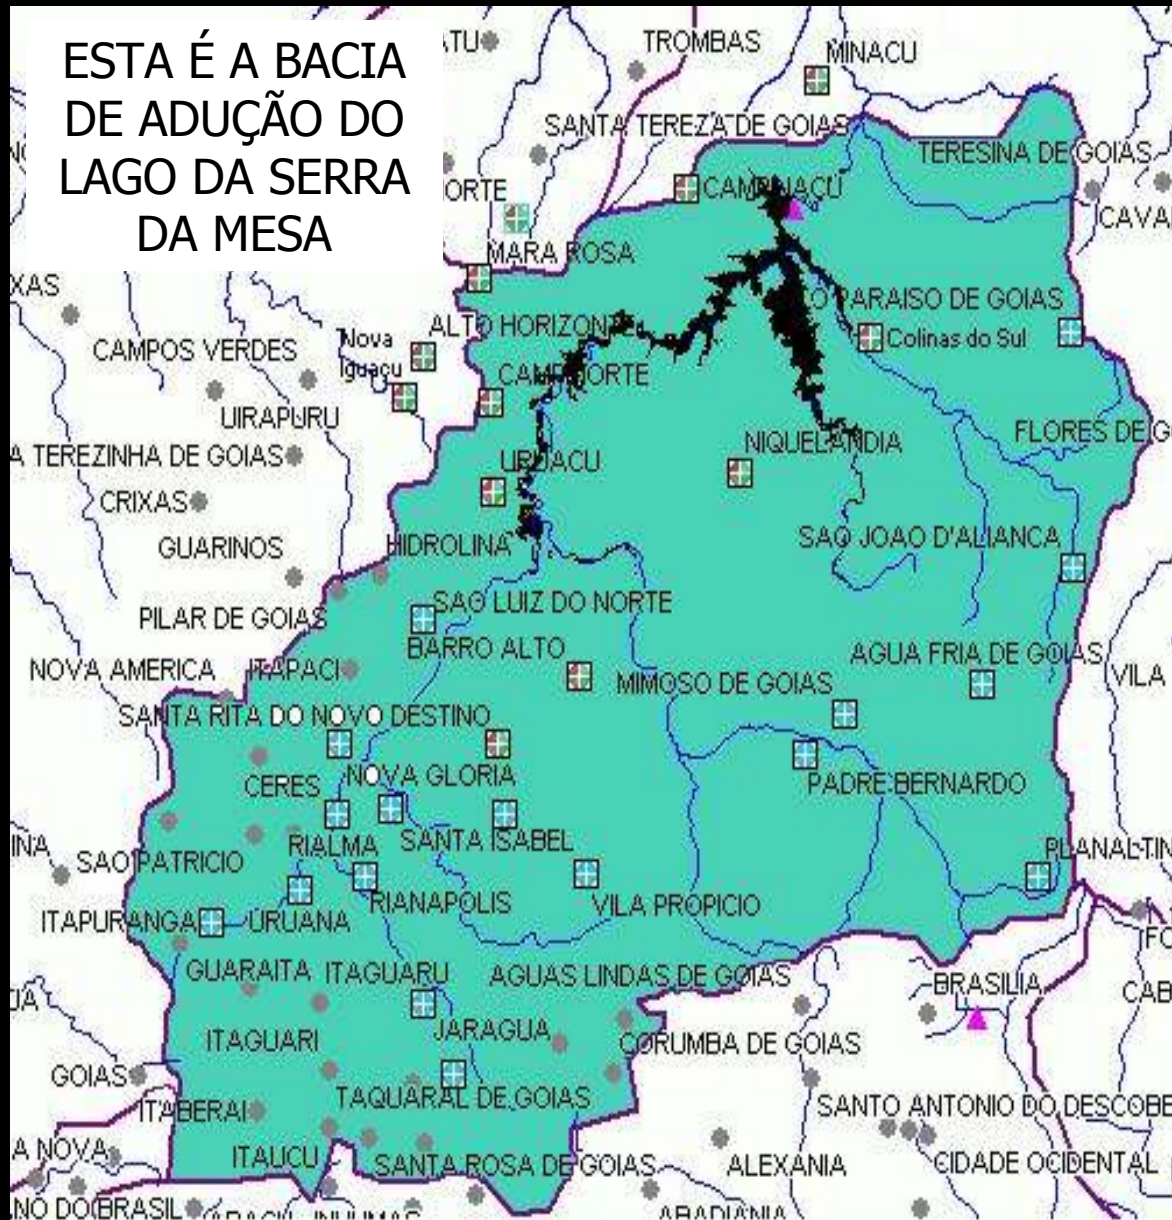 ESTA É A BACIA
DE ADUÇÃO DO
LAGO DA SERRA
DA MESA
TROMBAS
MINACU
SANTA TEREZA DE GOIAS
TERESINA DE GOIAS
ORTE
CAMPINAÇU
CAVA
MARA ROSA
XAS
ALTO HORIZONTE
O PARAISO DE GOIAS
Nova
Iguaçu
Colinas do Sul
CAMPOS VERDES
CAMPINORTE
UIRAPURU
NIQUELANDIA
FLORES DE G
A TEREZINHA DE GOIAS
URUACU
CRIXAS
GUARINOS
HIDROLINA
SAO JOAO D'ALIANCA
PILAR DE GOIAS
SAO LUIZ DO NORTE
BARRO ALTO
AGUA FRIA DE GOIAS
NOVA AMERICA
ITAPACI
MIMOSO DE GOIAS
VILA
SANTA RITA DO NOVO DESTINO
CERES
NOVA GLORIA
PADRE BERNARDO
INA
SAO PATRICIO
RIALMA
SANTA ISABEL
PLANALTIN
ITAPURANGA
URUANA
RIANAPOLIS
VILA PROPICIO
FO
GUARAITA
ITAGUARU
AGUAS LINDAS DE GOIAS
BRASILIA
CAB
ITAGUARI
JARAGUA
CORUMBA DE GOIAS
GOIAS
ITABERAI
TAQUARAL DE GOIAS
SANTO ANTONIO DO DESCOBE
A NOVA
ITAUCU
SANTA ROSA DE GOIAS
ALEXANIA
CIDADE OCIDENTAL
NO DO BRASIL
INHUMAS
ABADIANIA